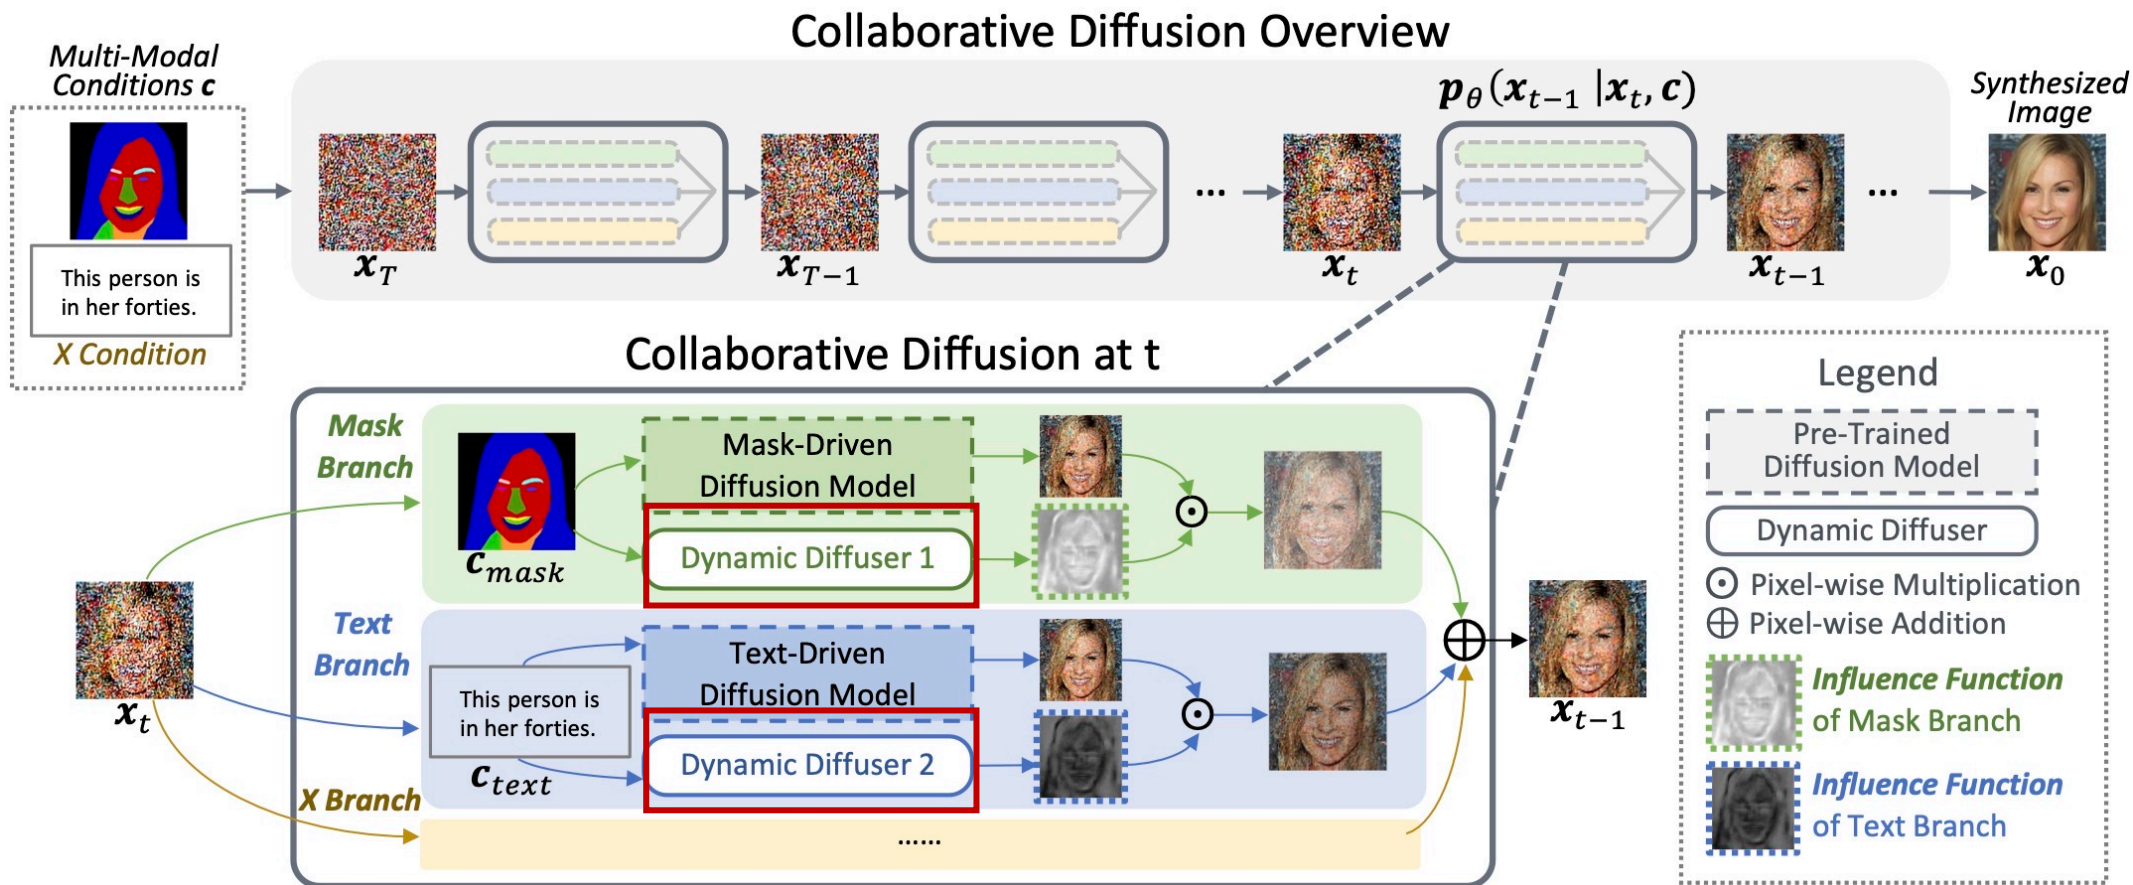 Collaborative Diffusion Overview
Multi-Modal
Conditions c
This person is
in her forties.
X Condition
x_T
x_{T-1}
...
x_t
p_θ(x_{t-1} |x_t, c)
x_{t-1}
...
Synthesized
Image
x_0
Collaborative Diffusion at t
Mask
Branch
c_{mask}
Mask-Driven
Diffusion Model
Dynamic Diffuser 1
Text
Branch
This person is
in her forties.
c_{text}
Text-Driven
Diffusion Model
Dynamic Diffuser 2
X Branch
......
x_t
x_{t-1}
Legend
Pre-Trained
Diffusion Model
Dynamic Diffuser
⊙ Pixel-wise Multiplication
⊕ Pixel-wise Addition
Influence Function
of Mask Branch
Influence Function
of Text Branch